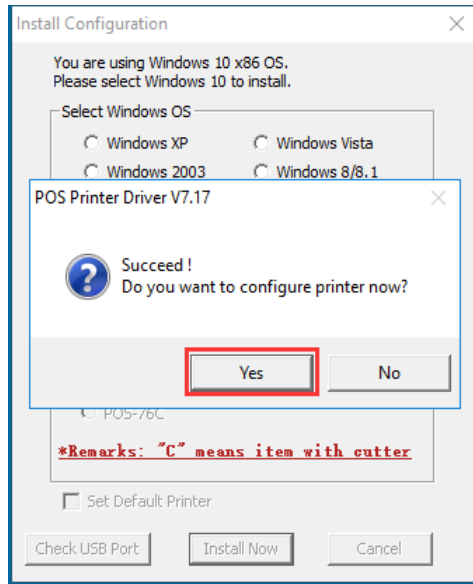 Install Configuration
You are using Windows 10 x86 OS.
Please select Windows 10 to install.
Select Windows OS
Windows XP Windows Vista
Windows 2003 Windows 8/8.1
POS Printer Driver V7.17
Succeed !
Do you want to configure printer now?
Yes No
POS-76C
*Remarks: "C" means item with cutter
Set Default Printer
Check USB Port Install Now Cancel